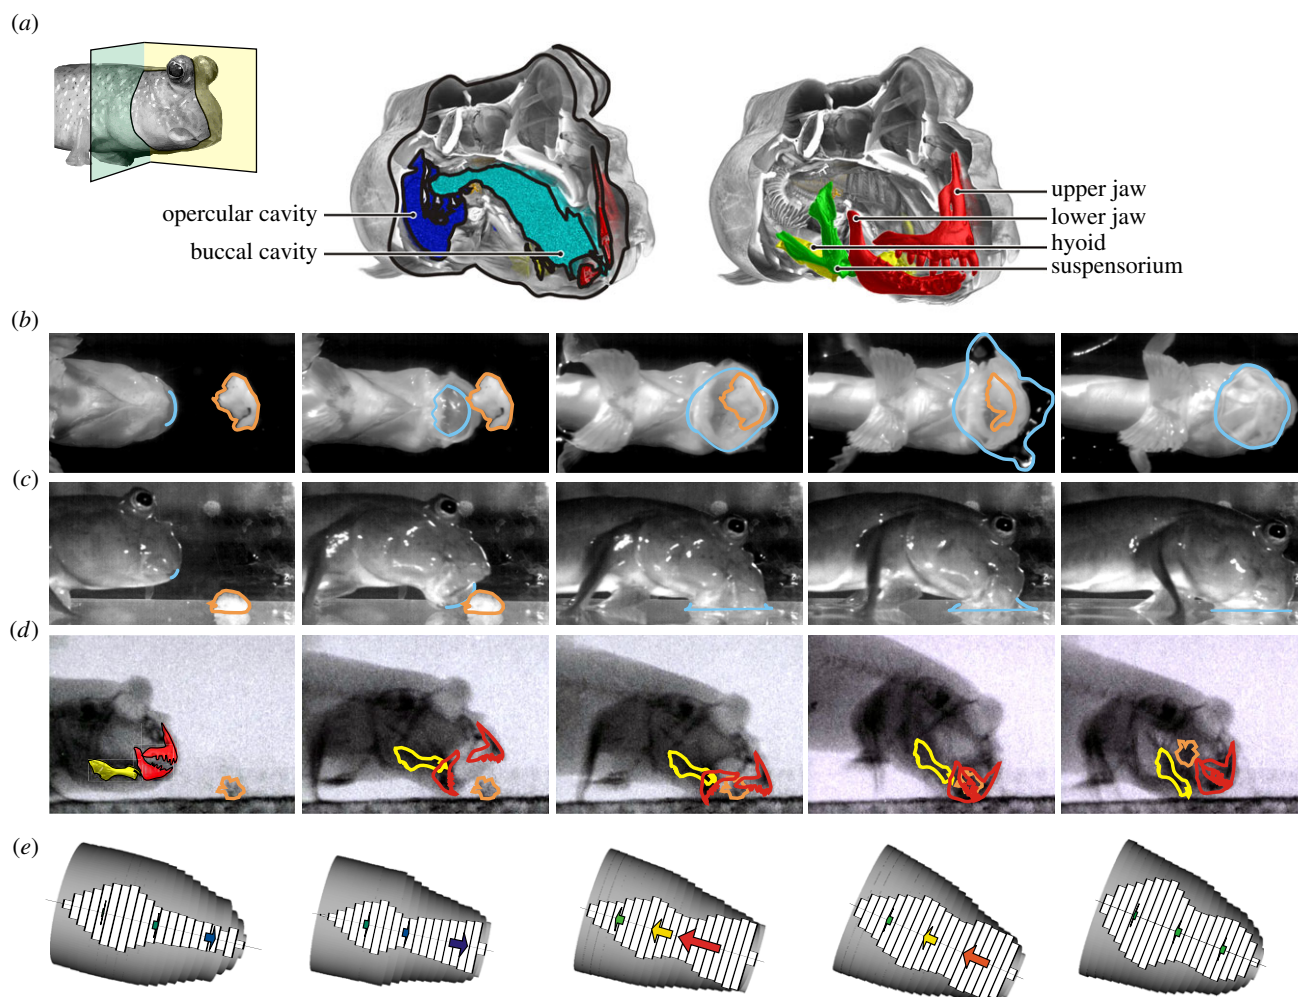 (a)
opercular cavity
buccal cavity
upper jaw
lower jaw
hyoid
suspensorium
(b)
(c)
(d)
(e)